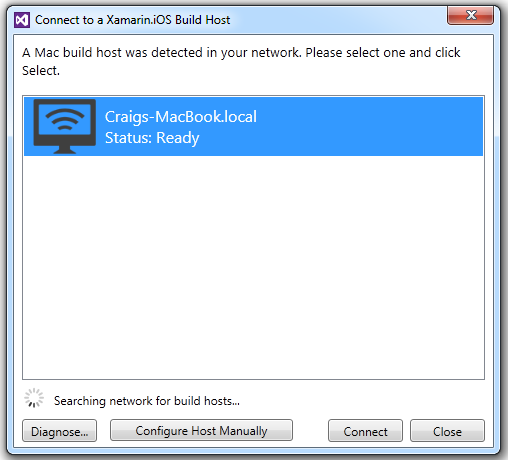 Connect to a Xamarin.iOS Build Host
A Mac build host was detected in your network. Please select one and click
Select.
Craigs-MacBook.local
Status: Ready
Searching network for build hosts...
Diagnose...
Configure Host Manually
Connect
Close